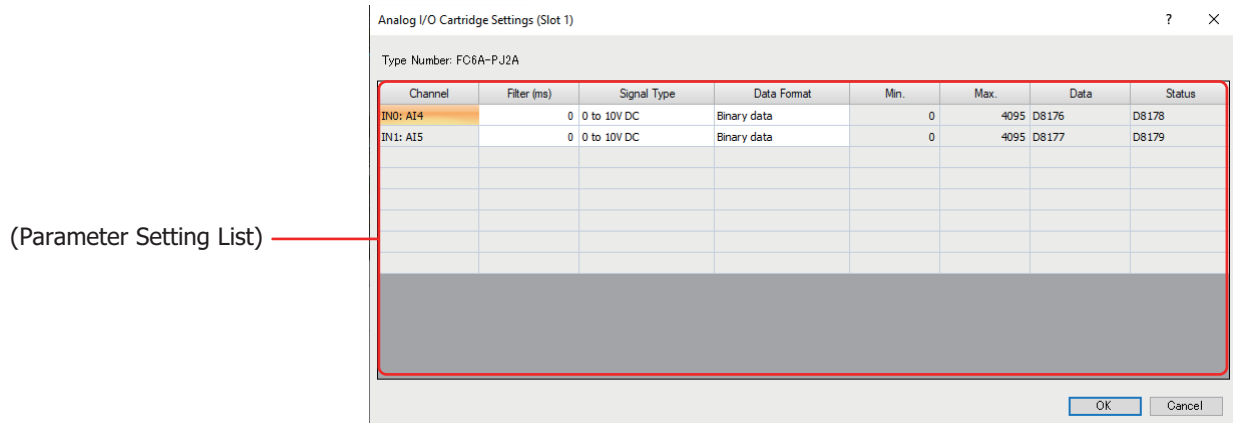 Analog I/O Cartridge Settings (Slot 1) ? ×
Type Number: FC6A-PJ2A
Channel Filter (ms) Signal Type Data Format Min. Max. Data Status
IN0: AI4 0 0 to 10V DC Binary data 0 4095 D8176 D8178
IN1: AI5 0 0 to 10V DC Binary data 0 4095 D8177 D8179
(Parameter Setting List)
OK Cancel